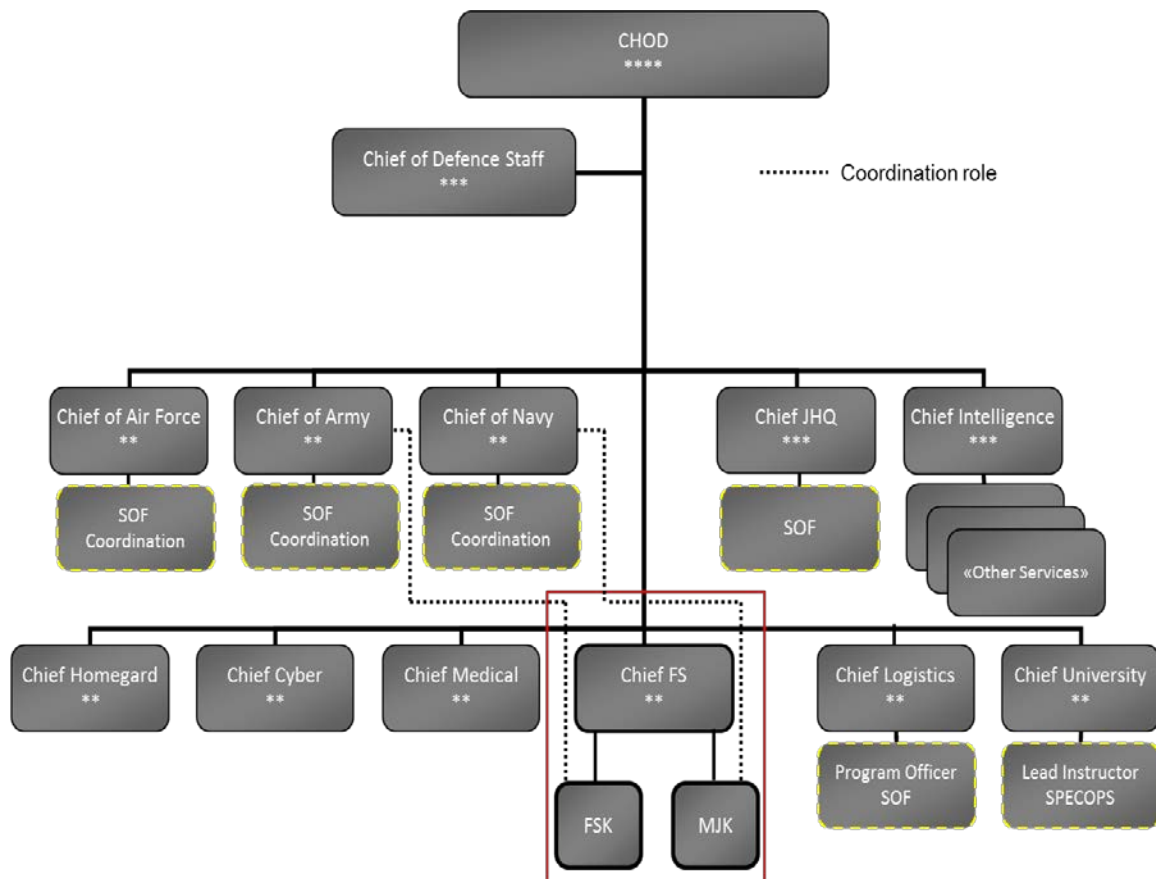 CHOD
****
Chief of Defence Staff
***
Coordination role
Chief of Air Force
**
Chief of Army
**
Chief of Navy
**
Chief JHQ
***
Chief Intelligence
***
SOF
Coordination
SOF
Coordination
SOF
Coordination
SOF
«Other Services»
Chief Homegard
**
Chief Cyber
**
Chief Medical
**
Chief FS
**
Chief Logistics
**
Chief University
**
FSK
MJK
Program Officer
SOF
Lead Instructor
SPECOPS